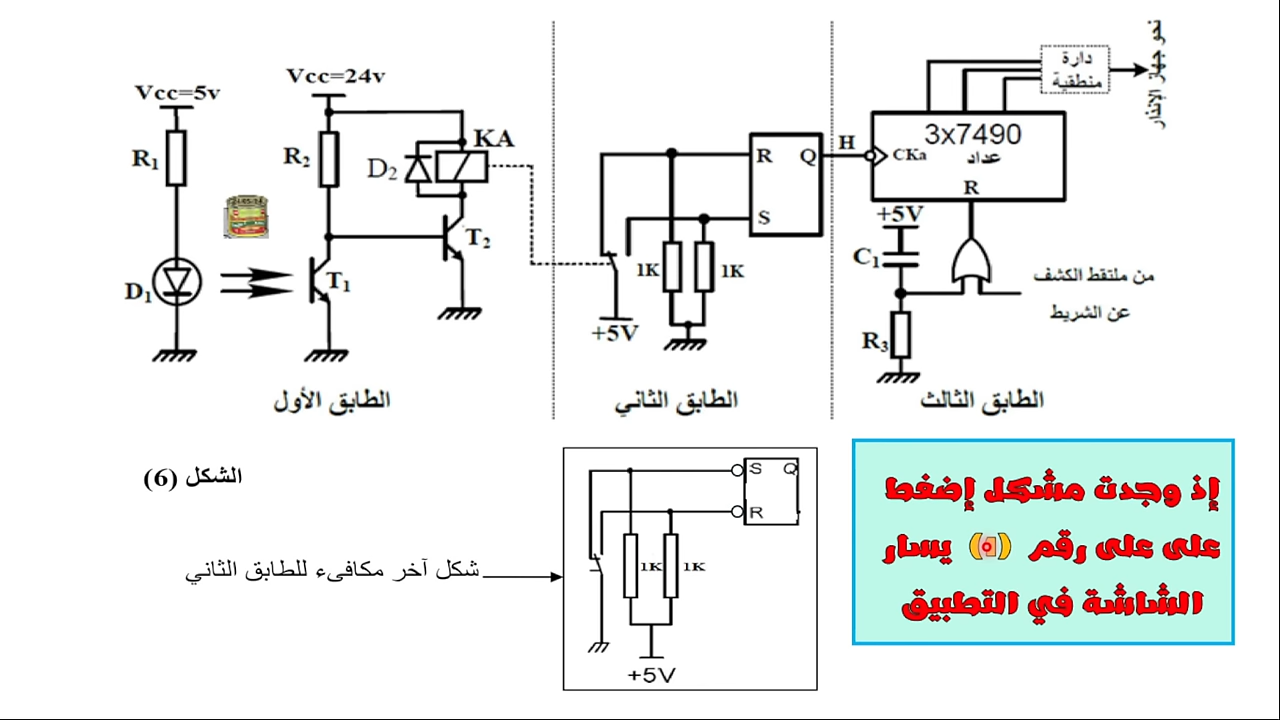 Vcc=5v
Vcc=24v
R1
R2
D2
KA
T2
D1
T1
R
Q
S
1K
1K
+5V
H
CKa
3x7490
عداد
R
دارة
منطقية
نحو جهاز الإنذار
+5V
C1
R3
من ملتقط الكشف
عن الشريط
الطابق الأول
الطابق الثاني
الطابق الثالث
الشكل (6)
شكل آخر مكافىء للطابق الثاني
S
Q
R
1K
1K
+5V
إذ وجدت مشكل إضغط
على على رقم (6) يسار
الشاشة في التطبيق